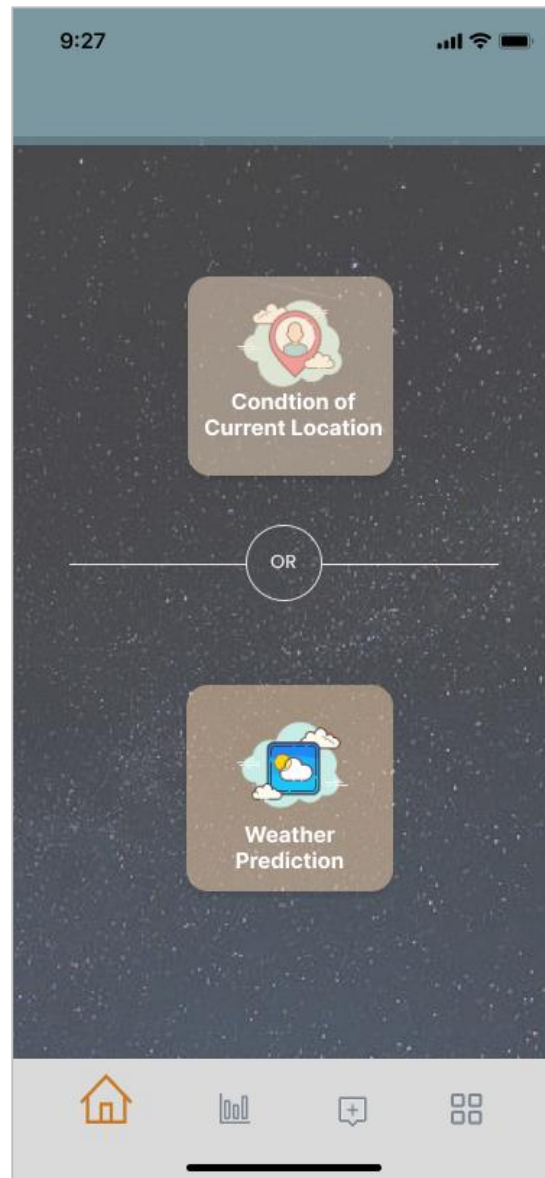 9:27
Condtion of
Current Location
OR
Weather
Prediction